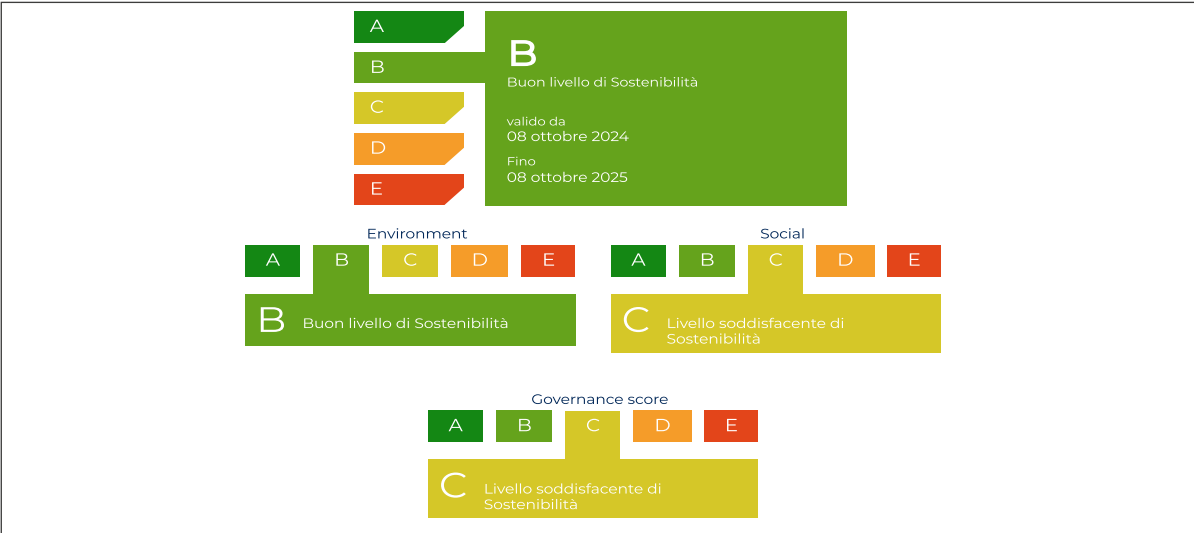 A
B
C
D
E
B
Buon livello di Sostenibilità
valido da
08 ottobre 2024
Fino
08 ottobre 2025
Environment
A B C D E
B Buon livello di Sostenibilità
Social
A B C D E
C Livello soddisfacente di
Sostenibilità
Governance score
A B C D E
C Livello soddisfacente di
Sostenibilità